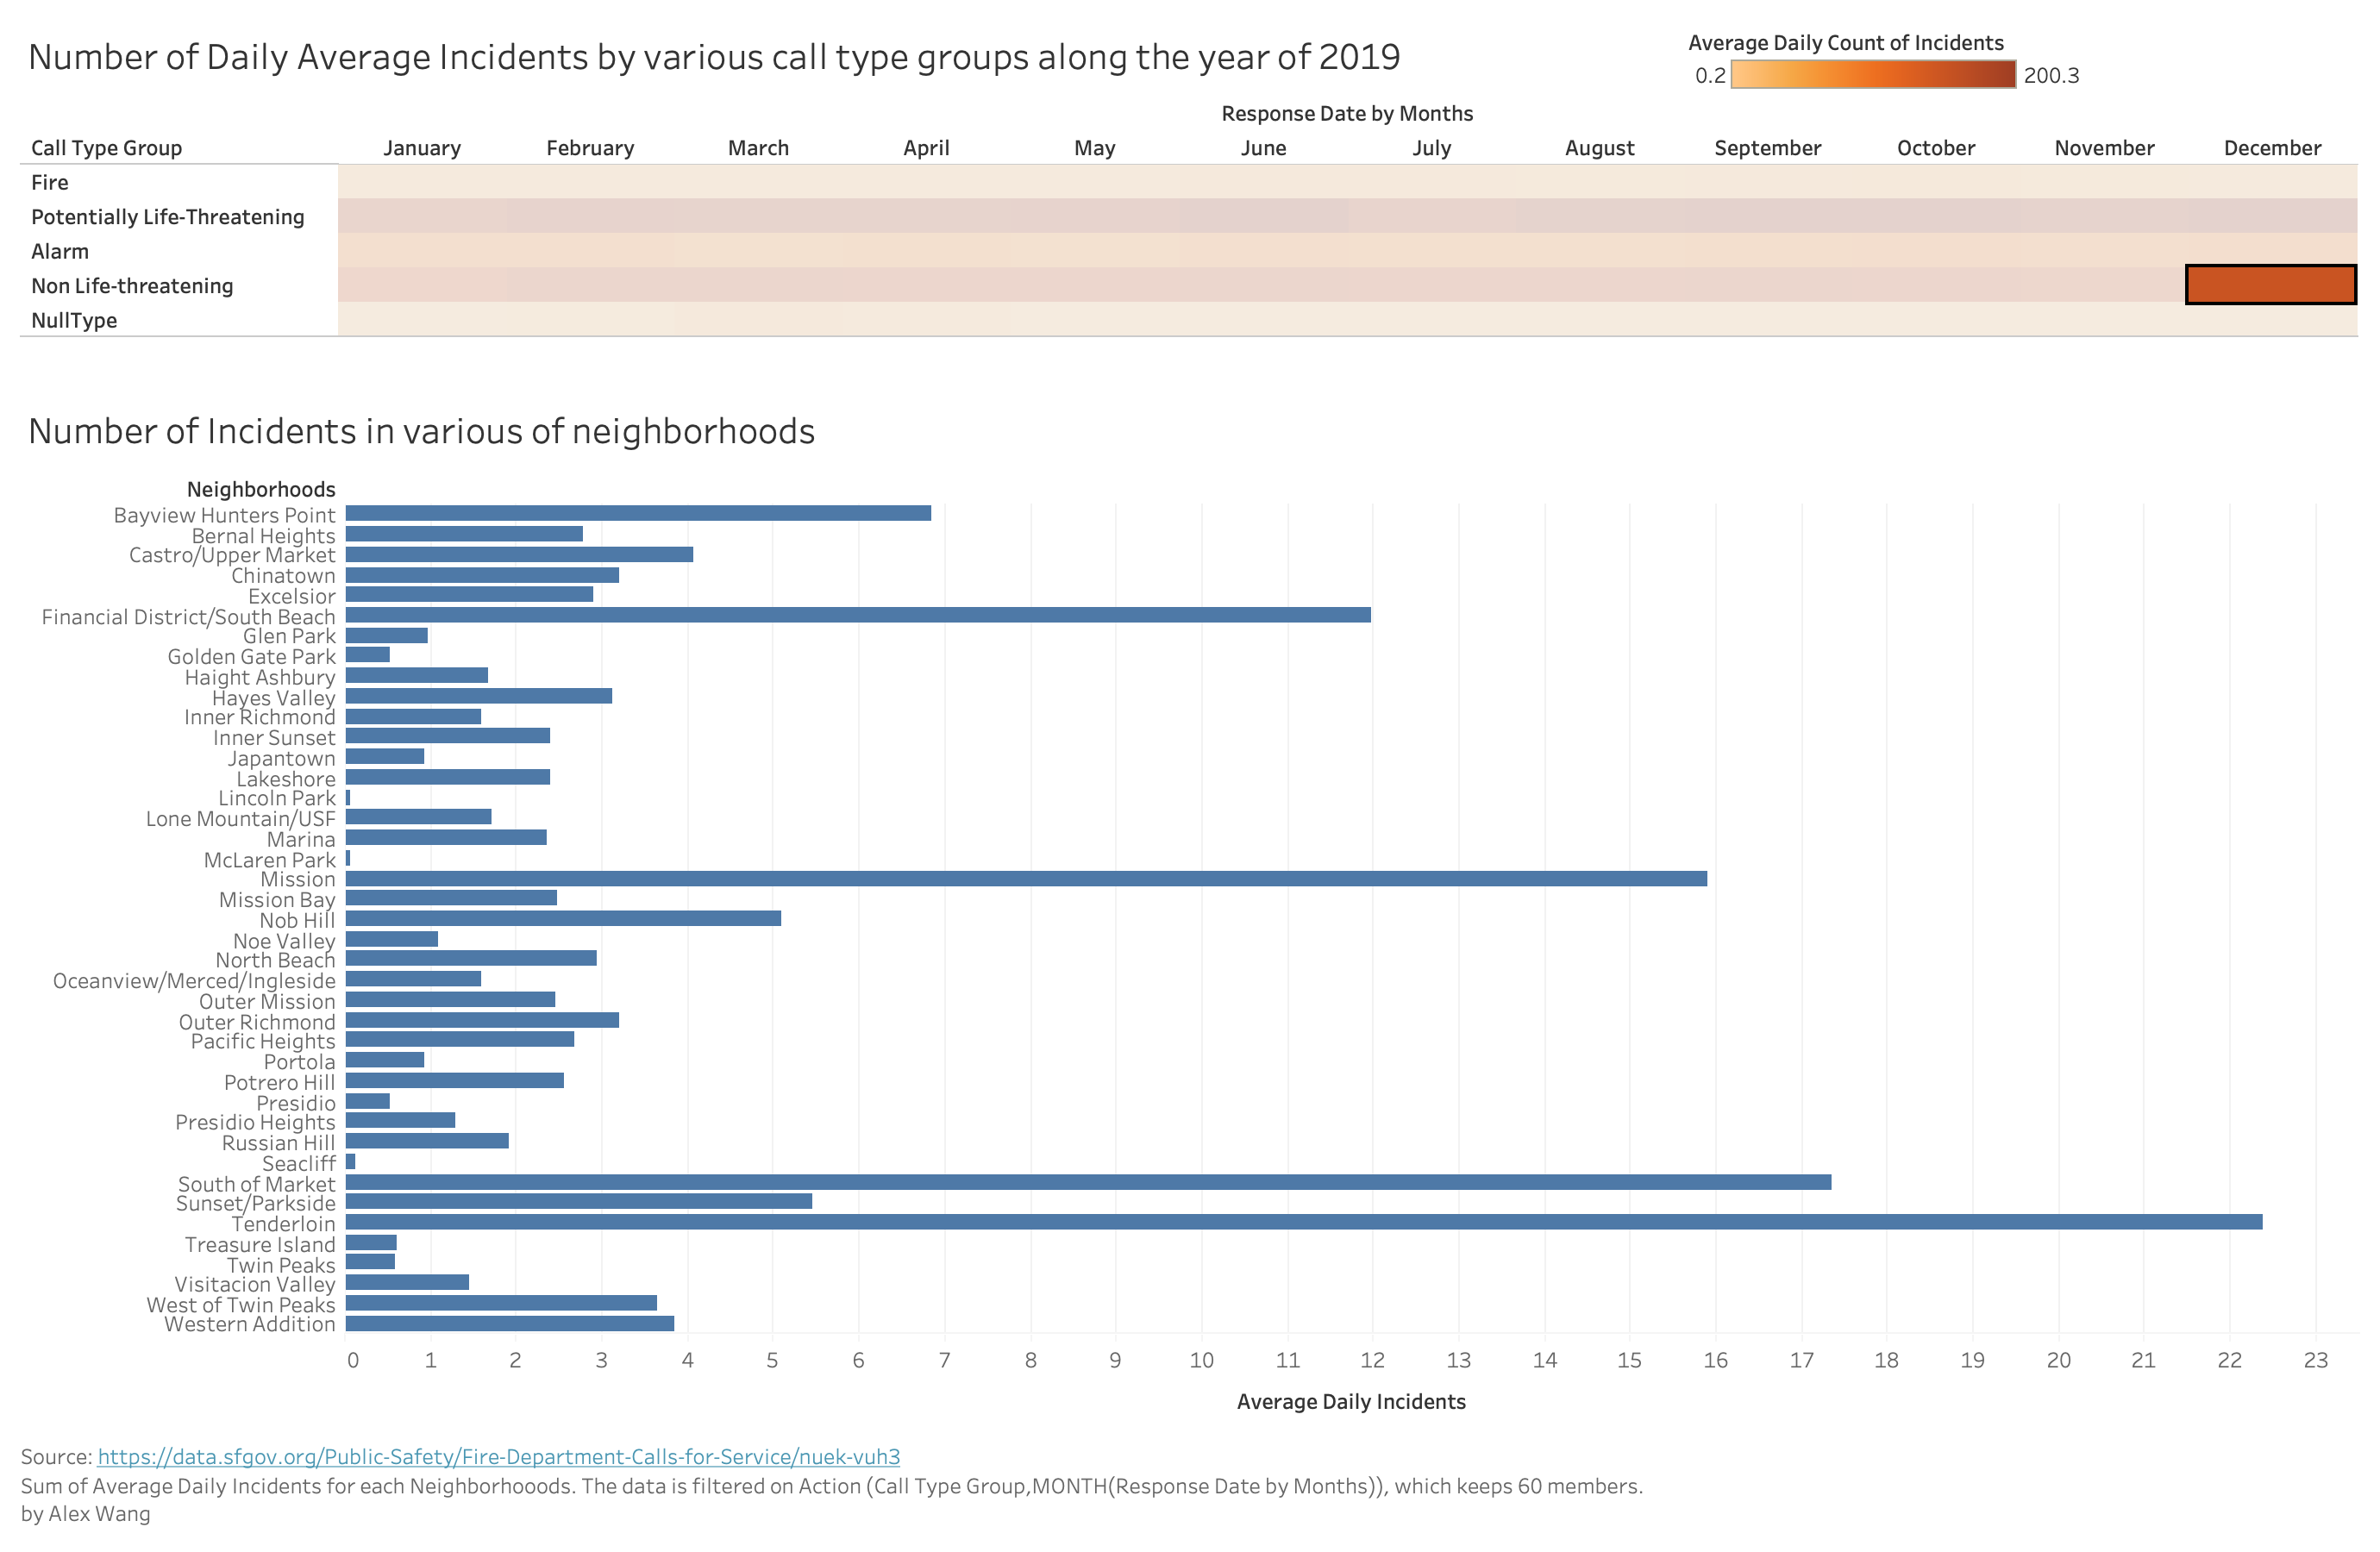 Number of Daily Average Incidents by various call type groups along the year of 2019
Average Daily Count of Incidents
0.2 200.3
Response Date by Months
Call Type Group January February March April May June July August September October November December
Fire
Potentially Life-Threatening
Alarm
Non Life-threatening
NullType
Number of Incidents in various of neighborhoods
Neighborhoods
Bayview Hunters Point
Bernal Heights
Castro/Upper Market
Chinatown
Excelsior
Financial District/South Beach
Glen Park
Golden Gate Park
Haight Ashbury
Hayes Valley
Inner Richmond
Inner Sunset
Japantown
Lakeshore
Lincoln Park
Lone Mountain/USF
Marina
McLaren Park
Mission
Mission Bay
Nob Hill
Noe Valley
North Beach
Oceanview/Merced/Ingleside
Outer Mission
Outer Richmond
Pacific Heights
Portola
Potrero Hill
Presidio
Presidio Heights
Russian Hill
Seacliff
South of Market
Sunset/Parkside
Tenderloin
Treasure Island
Twin Peaks
Visitacion Valley
West of Twin Peaks
Western Addition
0 1 2 3 4 5 6 7 8 9 10 11 12 13 14 15 16 17 18 19 20 21 22 23
Average Daily Incidents
Source: https://data.sfgov.org/Public-Safety/Fire-Department-Calls-for-Service/nuek-vuh3
Sum of Average Daily Incidents for each Neighborhooods. The data is filtered on Action (Call Type Group,MONTH(Response Date by Months)), which keeps 60 members.
by Alex Wang